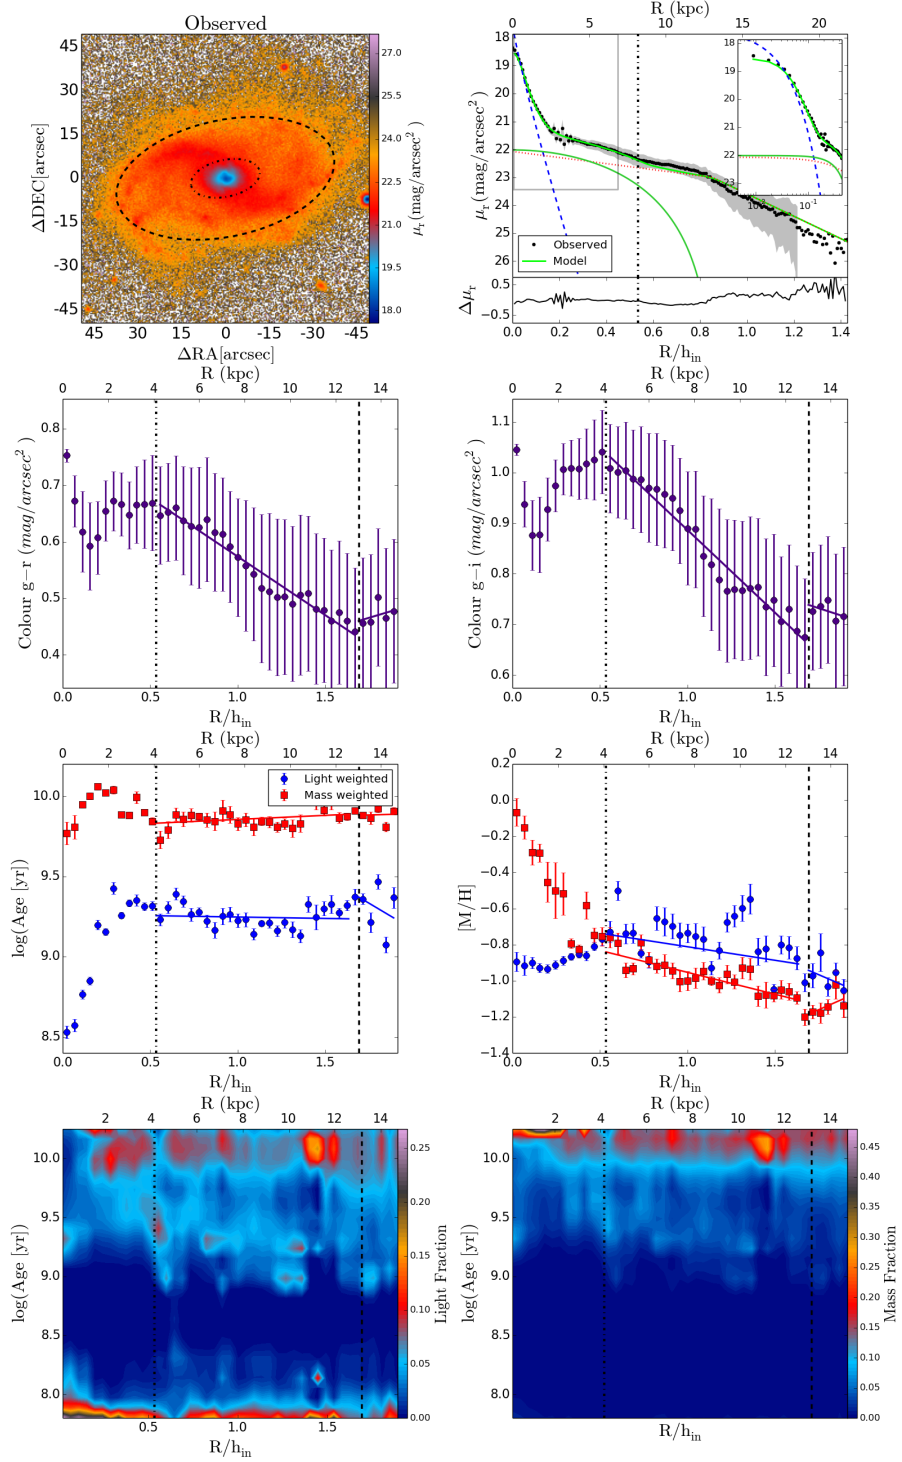 Observed
45
30
15
0
-15
-30
-45
ΔDEC[arcsec]
45 30 15 0 -15 -30 -45
ΔRA[arcsec]
27.0
25.5
24.0
22.5
21.0
19.5
18.0
μr(mag/arcsec²)
R (kpc)
0 5 10 15 20
18
19
20
21
22
23
24
25
26
μr(mag/arcsec²)
18
20
22
23
10⁻² 10⁻¹
Observed
Model
0.5
−0.5
Δμr
0.0 0.2 0.4 0.6 0.8 1.0 1.2 1.4
R/hin
R (kpc)
0 2 4 6 8 10 12 14
0.8
0.7
0.6
0.5
0.4
Colour g−r (mag/arcsec²)
0.0 0.5 1.0 1.5
R/hin
R (kpc)
0 2 4 6 8 10 12 14
1.1
1.0
0.9
0.8
0.7
0.6
Colour g−i (mag/arcsec²)
0.0 0.5 1.0 1.5
R/hin
R (kpc)
0 2 4 6 8 10 12 14
Light weighted
Mass weighted
10.0
9.5
9.0
8.5
log(Age [yr])
0.0 0.5 1.0 1.5
R/hin
R (kpc)
0 2 4 6 8 10 12 14
0.2
0.0
−0.2
−0.4
−0.6
−0.8
−1.0
−1.2
−1.4
[M/H]
0.0 0.5 1.0 1.5
R/hin
R (kpc)
2 4 6 8 10 12 14
10.0
9.5
9.0
8.5
8.0
log(Age [yr])
0.5 1.0 1.5
R/hin
0.25
0.20
0.15
0.10
0.05
0.00
Light Fraction
R (kpc)
2 4 6 8 10 12 14
10.0
9.5
9.0
8.5
8.0
log(Age [yr])
R/hin
0.45
0.40
0.35
0.30
0.25
0.20
0.15
0.10
0.05
0.00
Mass Fraction